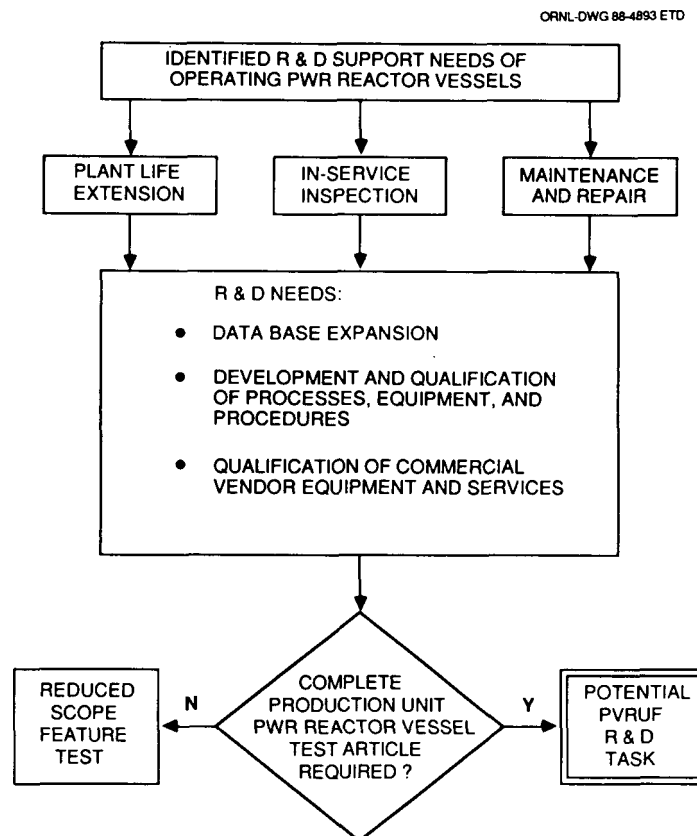 ORNL-DWG 88-4893 ETD
IDENTIFIED R & D SUPPORT NEEDS OF
OPERATING PWR REACTOR VESSELS
PLANT LIFE
EXTENSION
IN-SERVICE
INSPECTION
MAINTENANCE
AND REPAIR
R & D NEEDS:
• DATA BASE EXPANSION
• DEVELOPMENT AND QUALIFICATION
OF PROCESSES, EQUIPMENT, AND
PROCEDURES
• QUALIFICATION OF COMMERCIAL
VENDOR EQUIPMENT AND SERVICES
REDUCED
SCOPE
FEATURE
TEST
N
COMPLETE
PRODUCTION UNIT
PWR REACTOR VESSEL
TEST ARTICLE
REQUIRED ?
Y
POTENTIAL
PVRUF
R & D
TASK